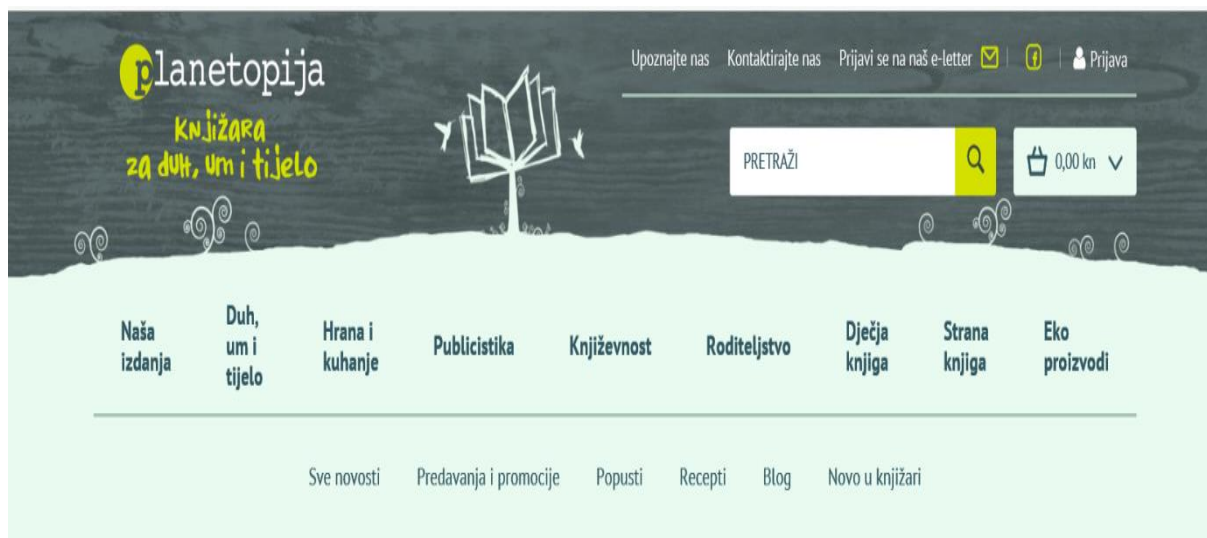 planetopija
Knjižara
za duh, um i tijelo
Upoznajte nas Kontaktirajte nas Prijavi se na naš e-letter Prijava
PRETRAŽI
0,00 kn
Naša izdanja
Duh, um i tijelo
Hrana i kuhanje
Publicistika
Književnost
Roditeljstvo
Dječja knjiga
Strana knjiga
Eko proizvodi
Sve novosti Predavanja i promocije Popusti Recepti Blog Novo u knjižari